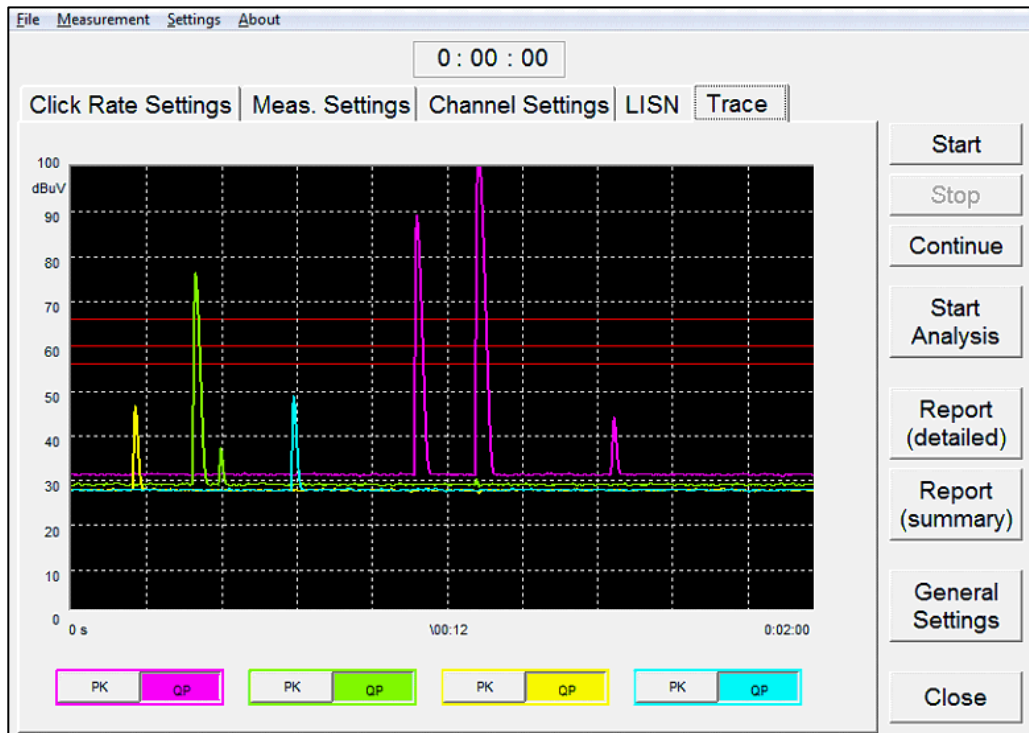 File Measurement Settings About
0 : 00 : 00
Click Rate Settings Meas. Settings Channel Settings LISN Trace
100
dBuV
90
80
70
60
50
40
30
20
10
0
0 s \00:12 0:02:00
PK QP PK QP PK QP PK QP
Start
Stop
Continue
Start
Analysis
Report
(detailed)
Report
(summary)
General
Settings
Close